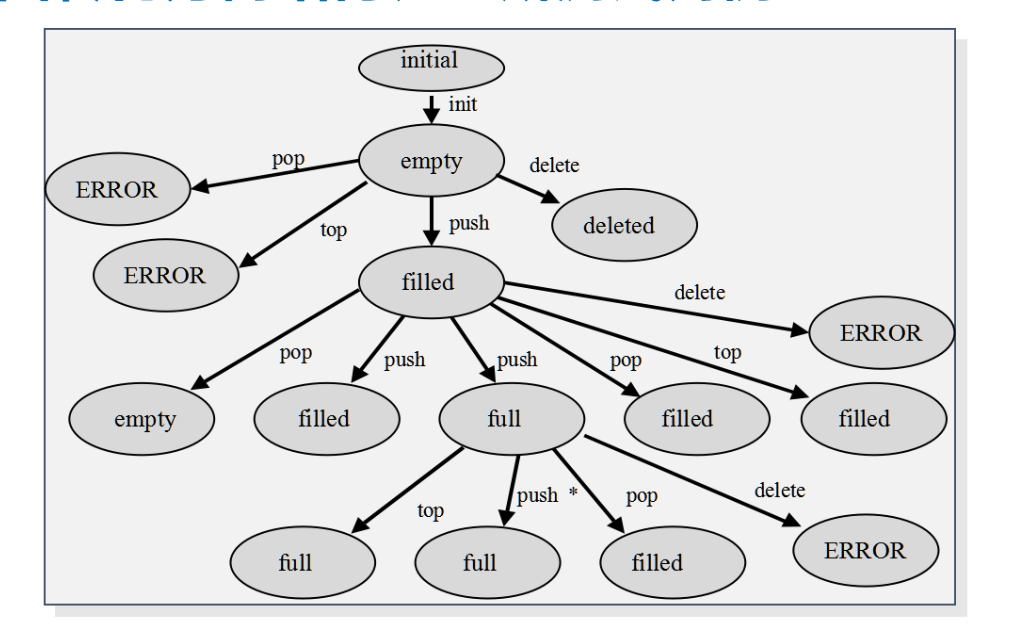 initial
init
empty
pop
delete
ERROR
deleted
top
push
ERROR
filled
delete
ERROR
pop
push
push
pop
top
empty
filled
full
filled
filled
top
push *
pop
delete
full
full
filled
ERROR